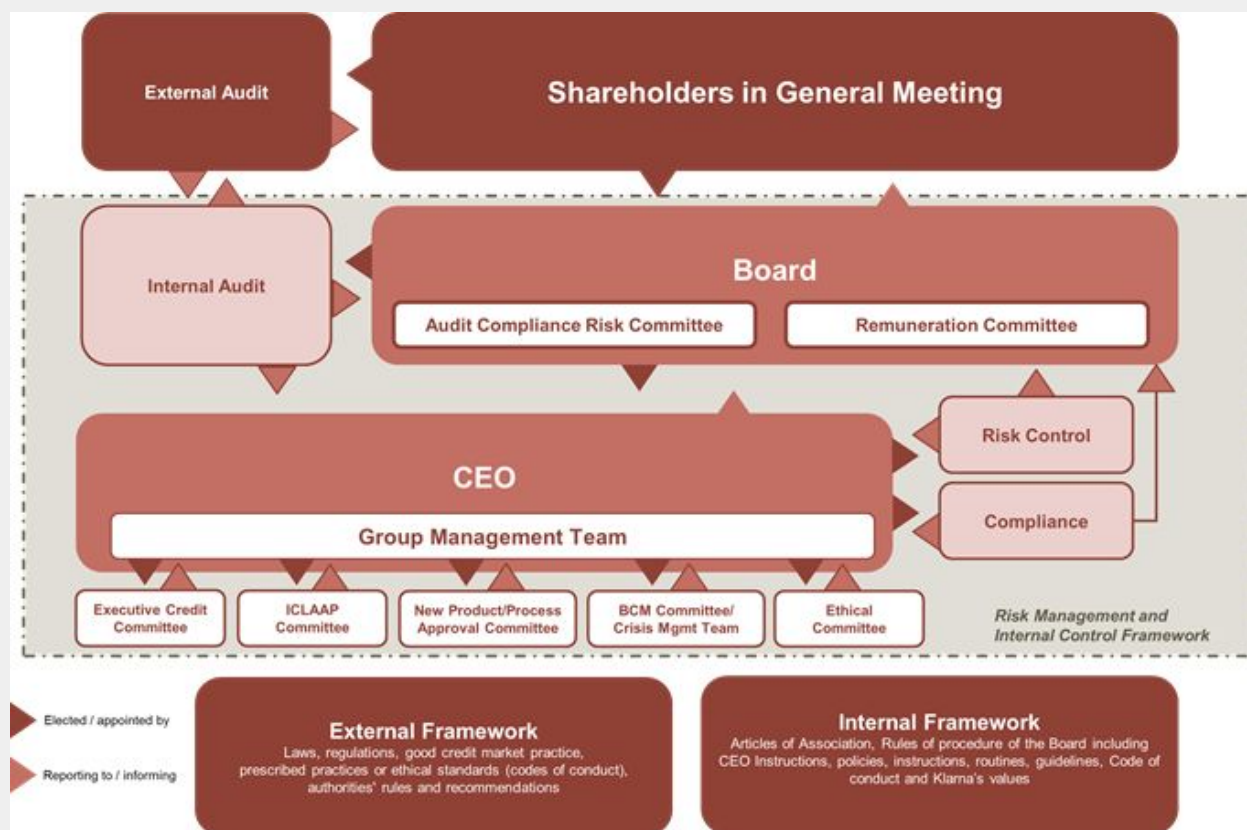 External Audit
Shareholders in General Meeting
Internal Audit
Board
Audit Compliance Risk Committee
Remuneration Committee
Risk Control
CEO
Compliance
Group Management Team
Executive Credit
Committee
ICLAAP
Committee
New Product/Process
Approval Committee
BCM Committee/
Crisis Mgmt Team
Ethical
Committee
Risk Management and
Internal Control Framework
Elected / appointed by
Reporting to / informing
External Framework
Laws, regulations, good credit market practice,
prescribed practices or ethical standards (codes of conduct),
authorities' rules and recommendations
Internal Framework
Articles of Association, Rules of procedure of the Board including
CEO Instructions, policies, instructions, routines, guidelines, Code of
conduct and Klarna's values